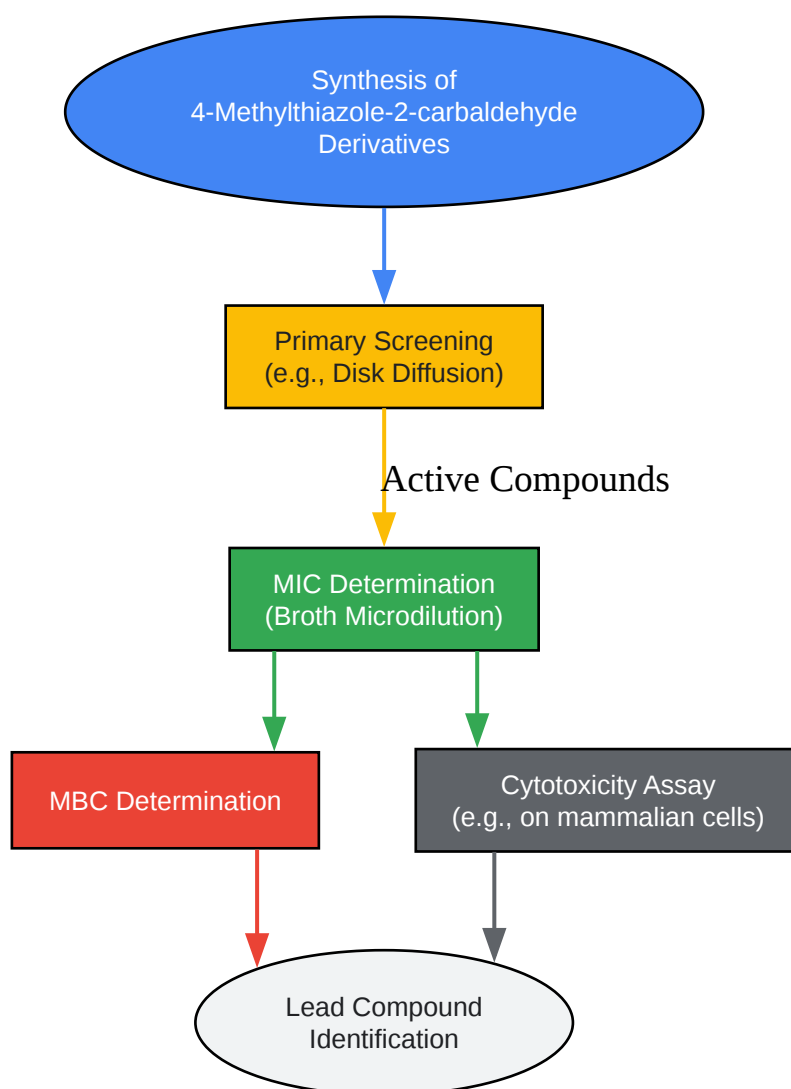 Synthesis of
4-Methylthiazole-2-carbaldehyde
Derivatives
Primary Screening
(e.g., Disk Diffusion)
Active Compounds
MIC Determination
(Broth Microdilution)
MBC Determination
Cytotoxicity Assay
(e.g., on mammalian cells)
Lead Compound
Identification